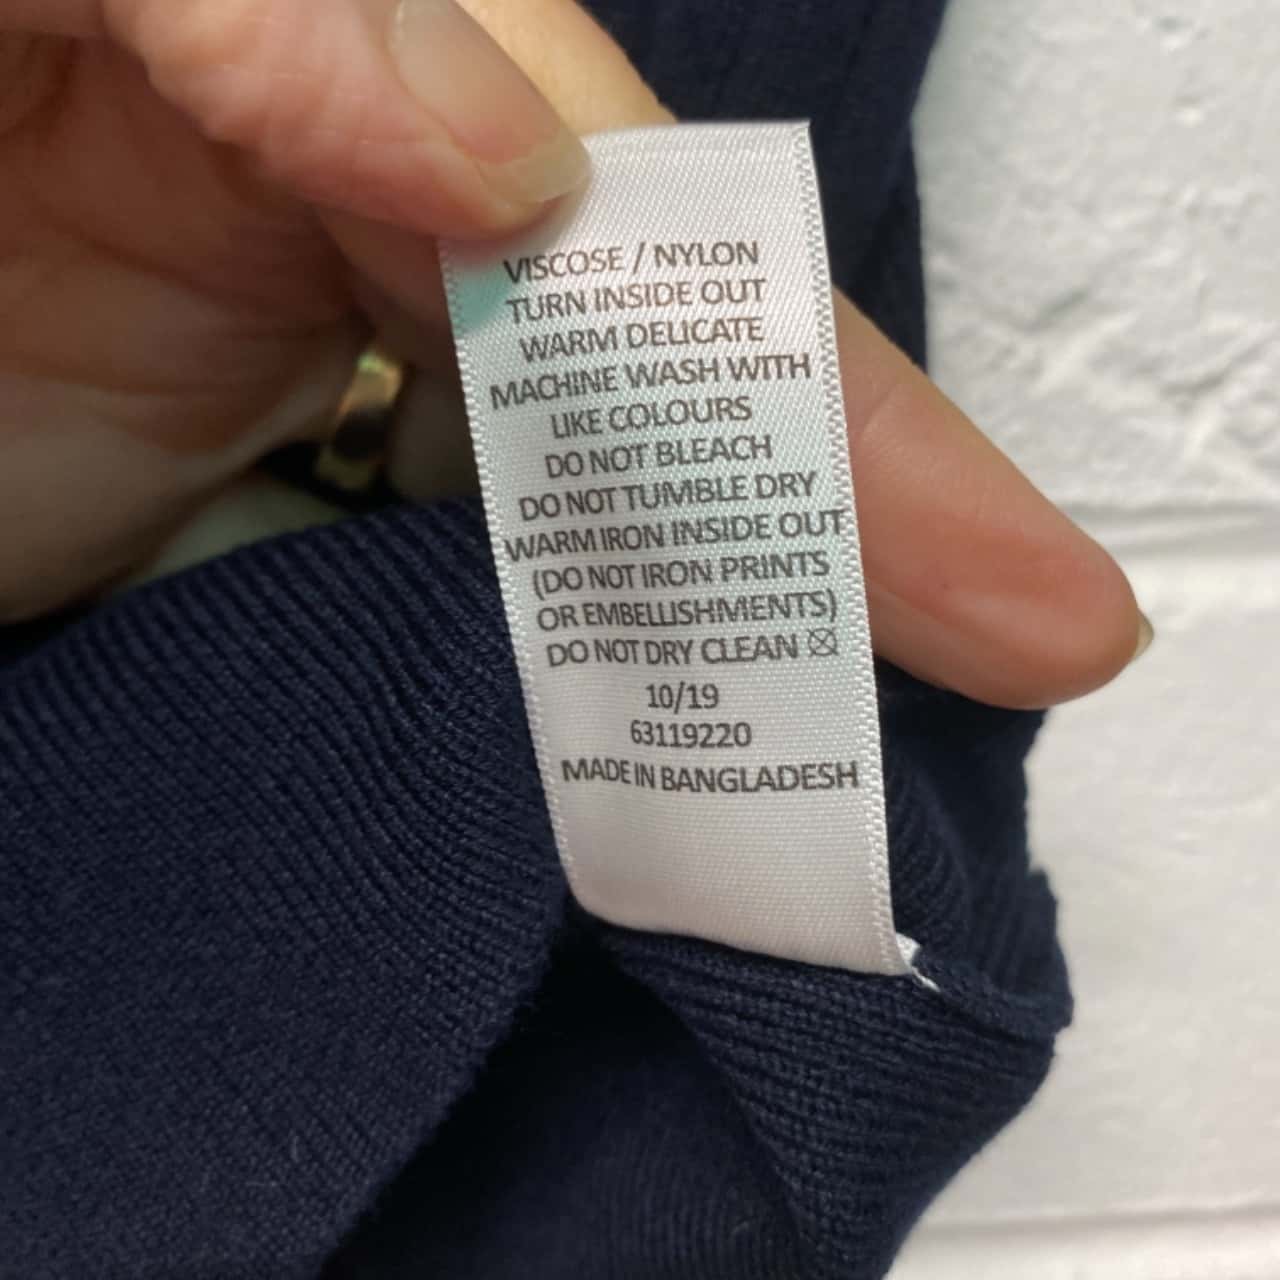 VISCOSE / NYLON
TURN INSIDE OUT
WARM DELICATE
MACHINE WASH WITH
LIKE COLOURS
DO NOT BLEACH
DO NOT TUMBLE DRY
WARM IRON INSIDE OUT
(DO NOT IRON PRINTS
OR EMBELLISHMENTS)
DO NOT DRY CLEAN
10/19
63119220
MADE IN BANGLADESH